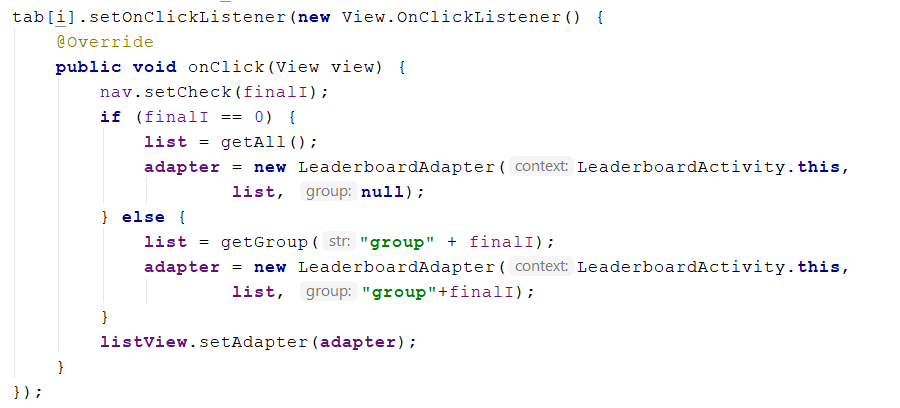 tab[i].setOnClickListener(new View.OnClickListener() {
    @Override
    public void onClick(View view) {
        nav.setCheck(finalI);
        if (finalI == 0) {
            list = getAll();
            adapter = new LeaderboardAdapter( context: LeaderboardActivity.this,
                    list,  group: null);
        } else {
            list = getGroup( str: "group" + finalI);
            adapter = new LeaderboardAdapter( context: LeaderboardActivity.this,
                    list,  group: "group"+finalI);
        }
        listView.setAdapter(adapter);
    }
});